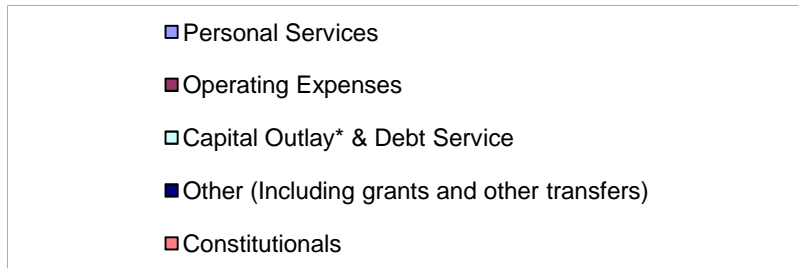 Personal Services
Operating Expenses
Capital Outlay* & Debt Service
Other (Including grants and other transfers)
Constitutionals